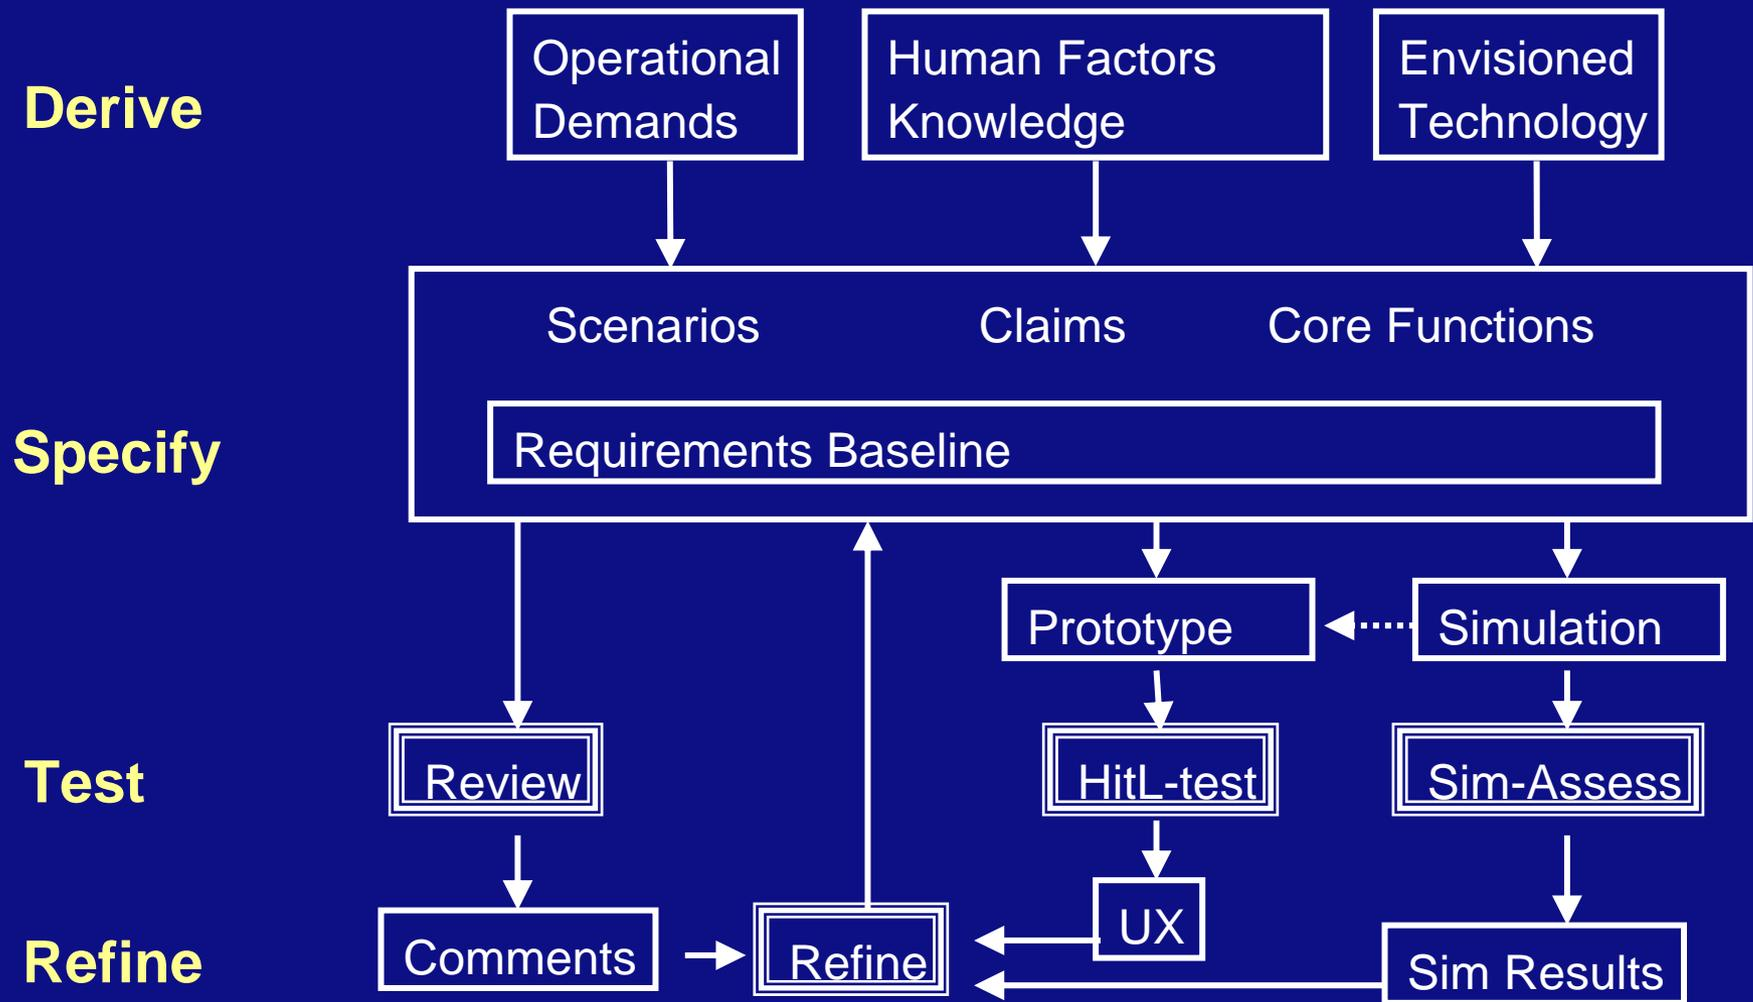 Derive
Operational
Demands
Human Factors
Knowledge
Envisioned
Technology
Specify
Scenarios
Claims
Core Functions
Requirements Baseline
Prototype
Simulation
Test
Review
HitL-test
Sim-Assess
Refine
Comments
Refine
UX
Sim Results